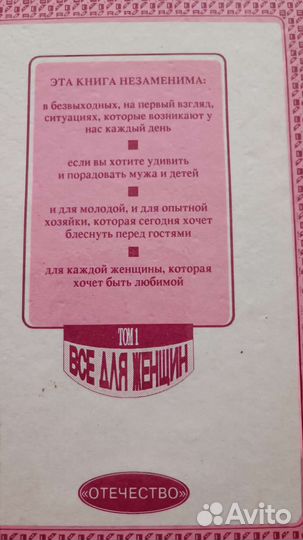 ЭТА КНИГА НЕЗАМЕНИМА:
в безвыходных, на первый взгляд,
ситуациях, которые возникают у
нас каждый день
если вы хотите удивить
и порадовать мужа и детей
и для молодой, и для опытной
хозяйки, которая сегодня хочет
блеснуть перед гостями
для каждой женщины, которая
хочет быть любимой
ТОМ 1
ВСЕ ДЛЯ ЖЕНЩИН
«ОТЕЧЕСТВО»
Avito